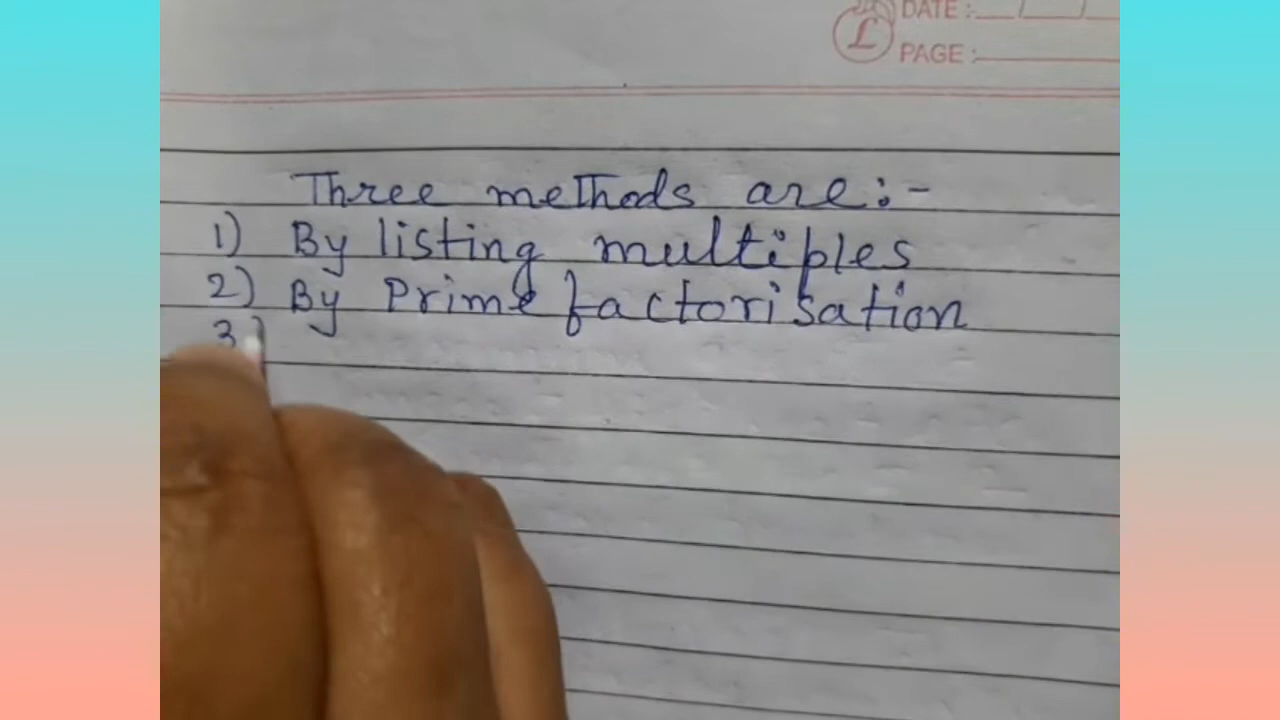 DATE :
PAGE :
Three methods are :-
1) By listing multiples
2) By Prime factorisation
3)